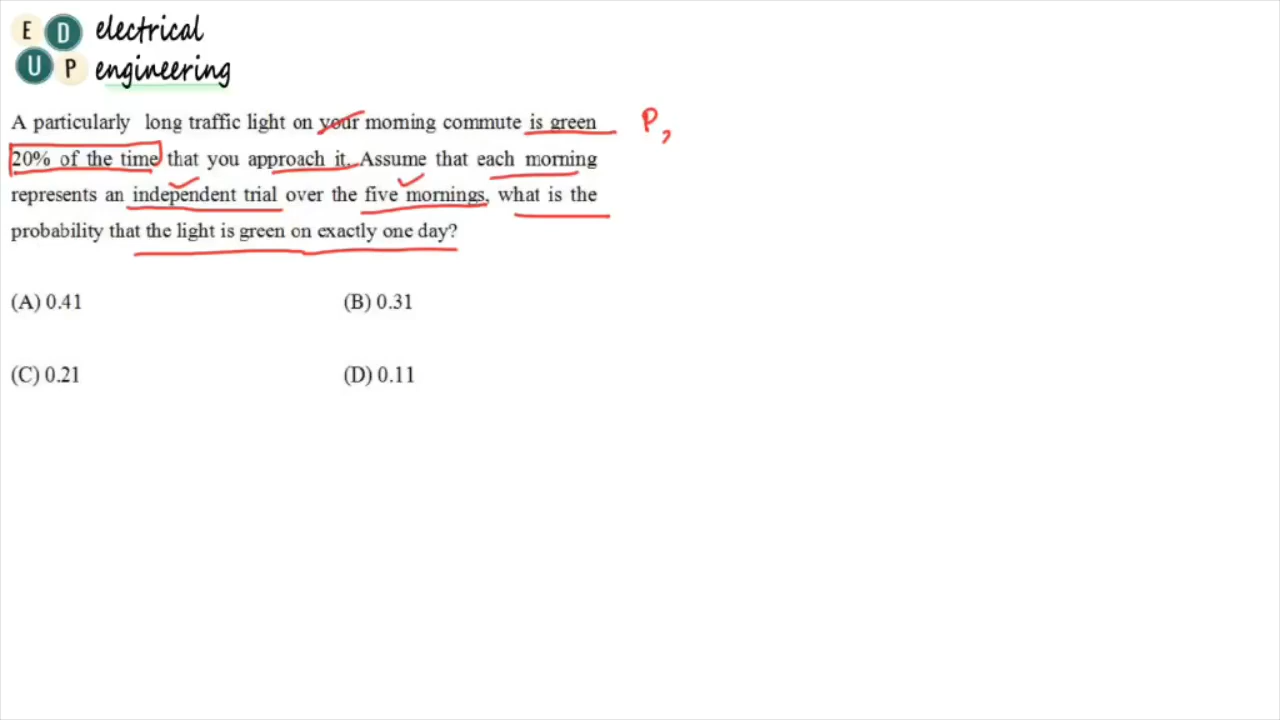 E D electrical
U P engineering
A particularly long traffic light on your morning commute is green
20% of the time that you approach it. Assume that each morning
represents an independent trial over the five mornings, what is the
probability that the light is green on exactly one day?
P,
(A) 0.41 (B) 0.31
(C) 0.21 (D) 0.11